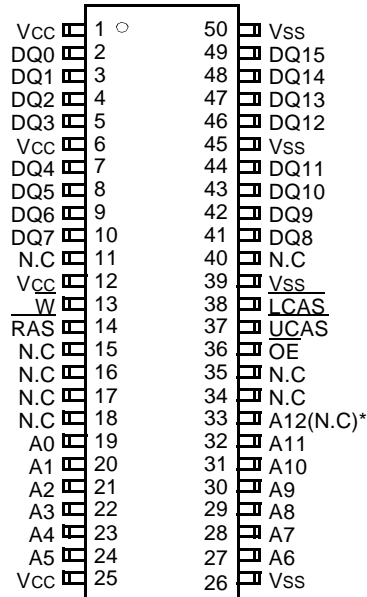 Vcc 1 50 Vss
DQ0 2 49 DQ15
DQ1 3 48 DQ14
DQ2 4 47 DQ13
DQ3 5 46 DQ12
Vcc 6 45 Vss
DQ4 7 44 DQ11
DQ5 8 43 DQ10
DQ6 9 42 DQ9
DQ7 10 41 DQ8
N.C 11 40 N.C
Vcc 12 39 Vss
W 13 38 LCAS
RAS 14 37 UCAS
N.C 15 36 OE
N.C 16 35 N.C
N.C 17 34 N.C
N.C 18 33 A12(N.C)*
A0 19 32 A11
A1 20 31 A10
A2 21 30 A9
A3 22 29 A8
A4 23 28 A7
A5 24 27 A6
Vcc 25 26 Vss